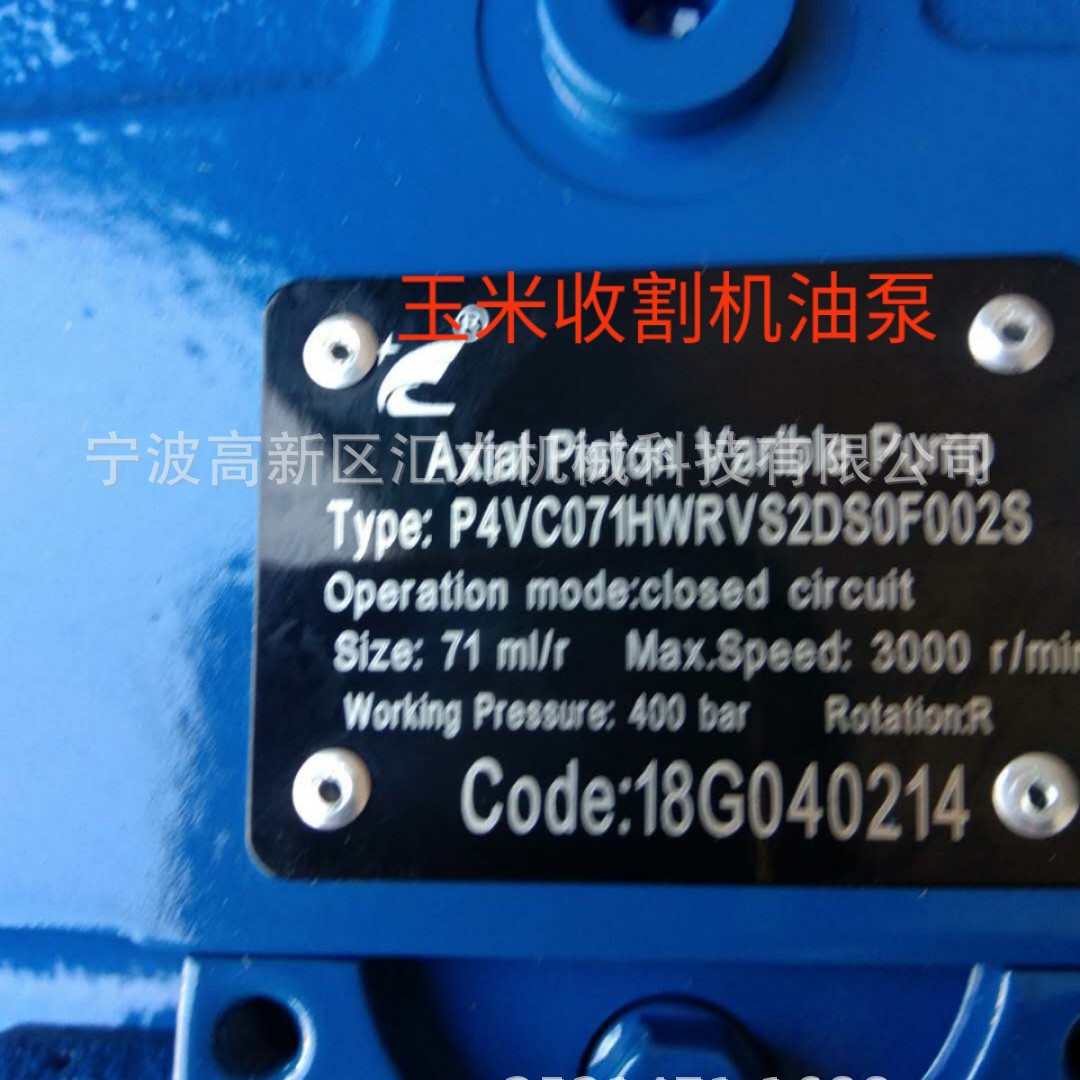 玉米收割机油泵
®
Axial Piston Varible Pump
宁波高新区汇 机械科技有限公司
Type: P4VC071HWRVS2DS0F002S
Operation mode:closed circuit
Size: 71 ml/r Max.Speed: 3000 r/min
Working Pressure: 400 bar Rotation:R
Code:18G040214